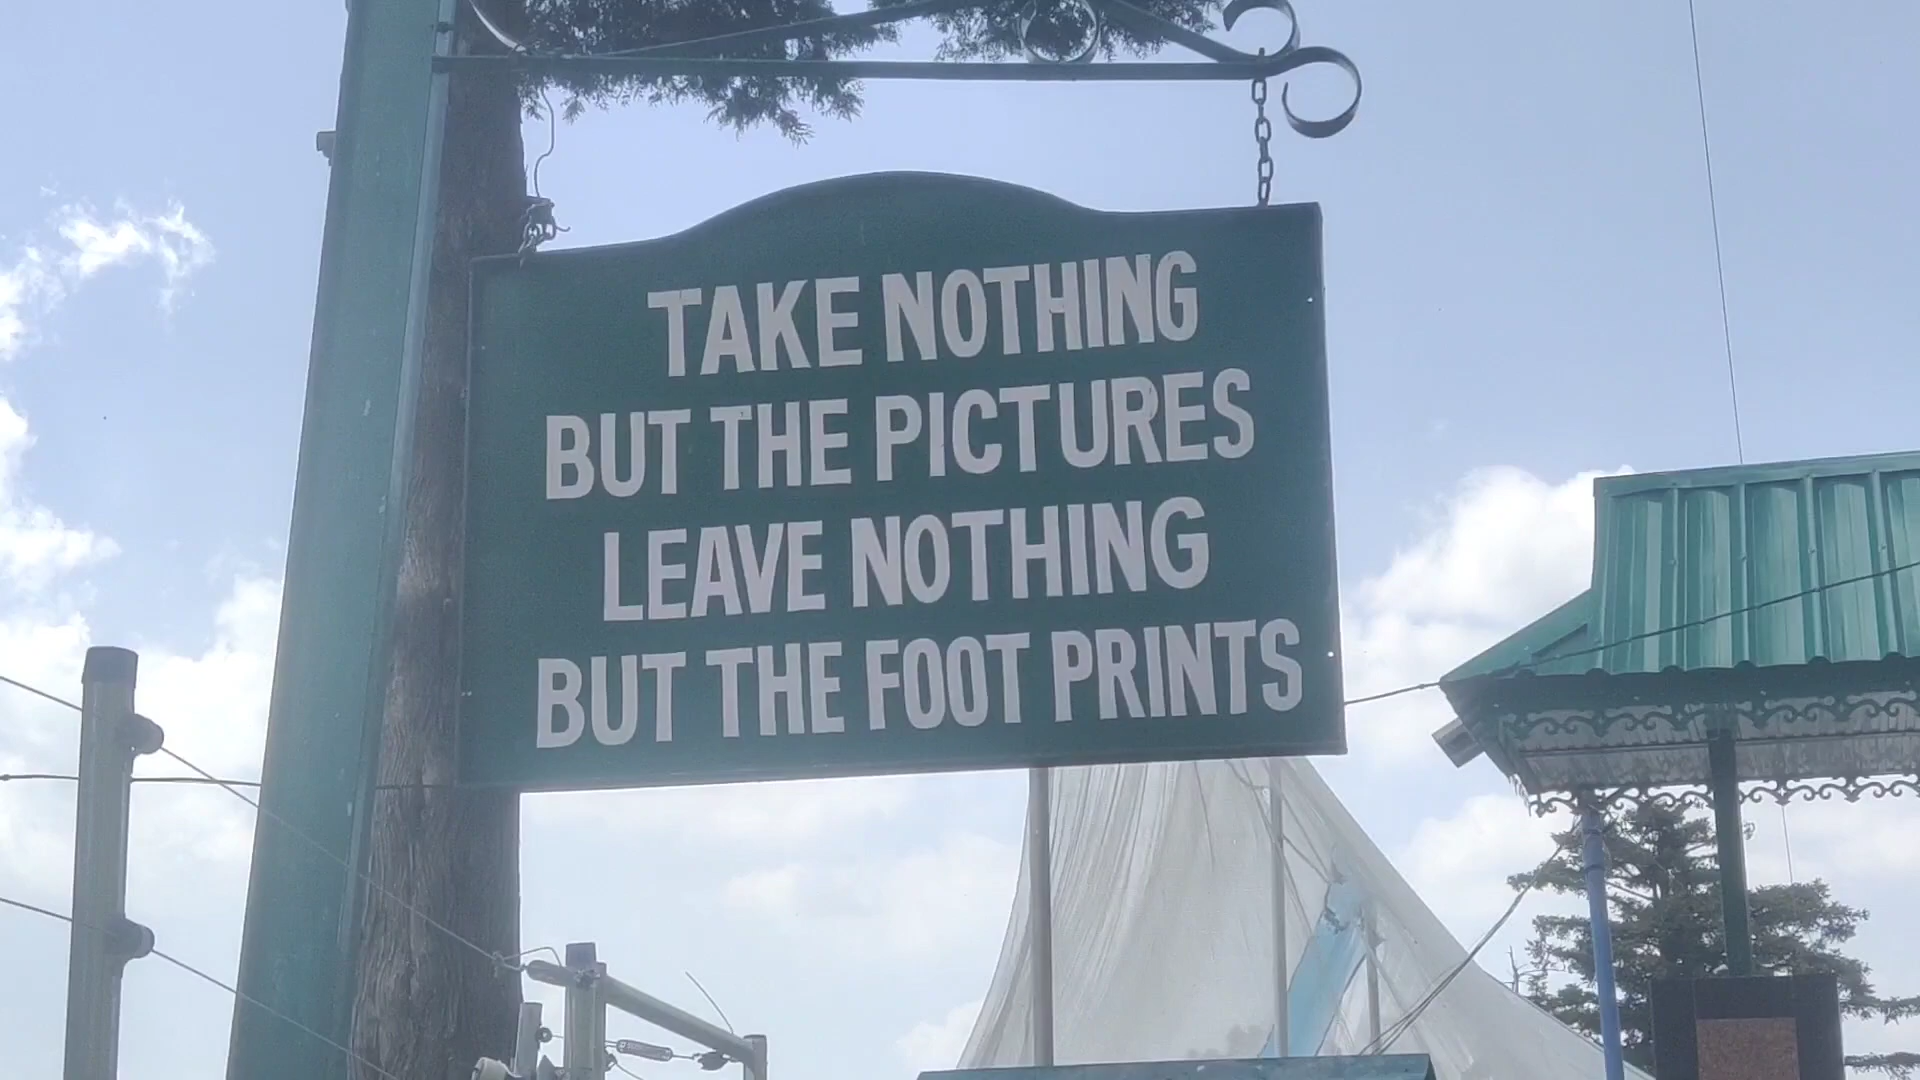 TAKE NOTHING
BUT THE PICTURES
LEAVE NOTHING
BUT THE FOOT PRINTS